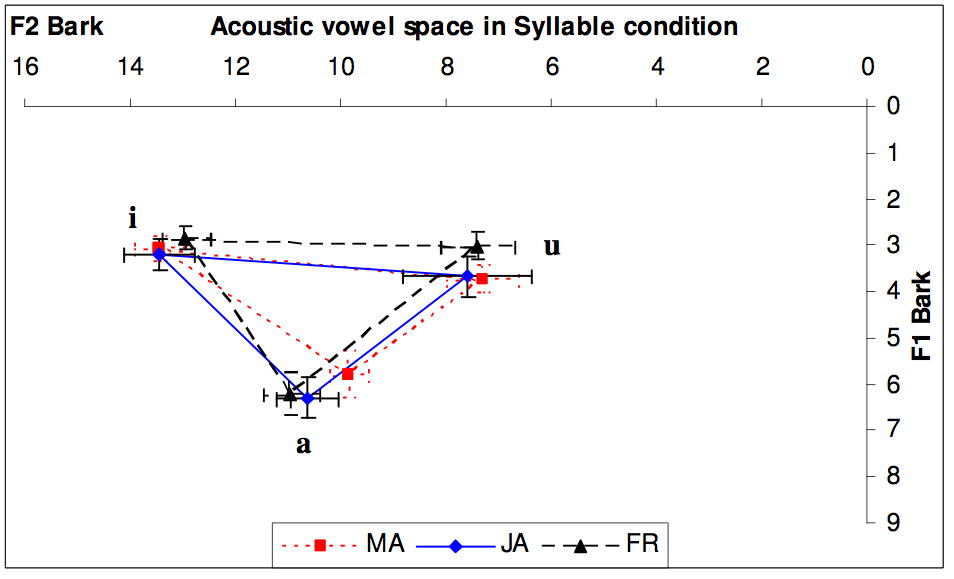 F2 Bark Acoustic vowel space in Syllable condition
16 14 12 10 8 6 4 2 0
0
1
2
i
3
u
4
5
F1 Bark
6
a
7
8
9
MA JA FR